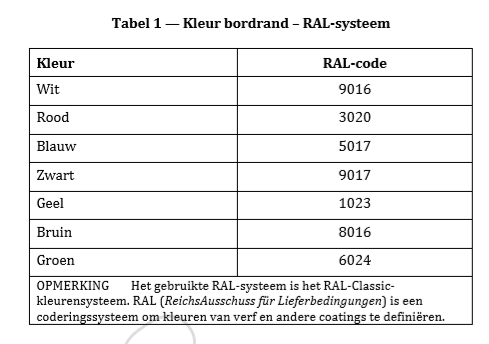 Tabel 1 — Kleur bordrand – RAL-systeem
Kleur RAL-code
Wit 9016
Rood 3020
Blauw 5017
Zwart 9017
Geel 1023
Bruin 8016
Groen 6024
OPMERKING Het gebruikte RAL-systeem is het RAL-Classic-
kleurensysteem. RAL (ReichsAusschuss für Lieferbedingungen) is een
coderingssysteem om kleuren van verf en andere coatings te definiëren.